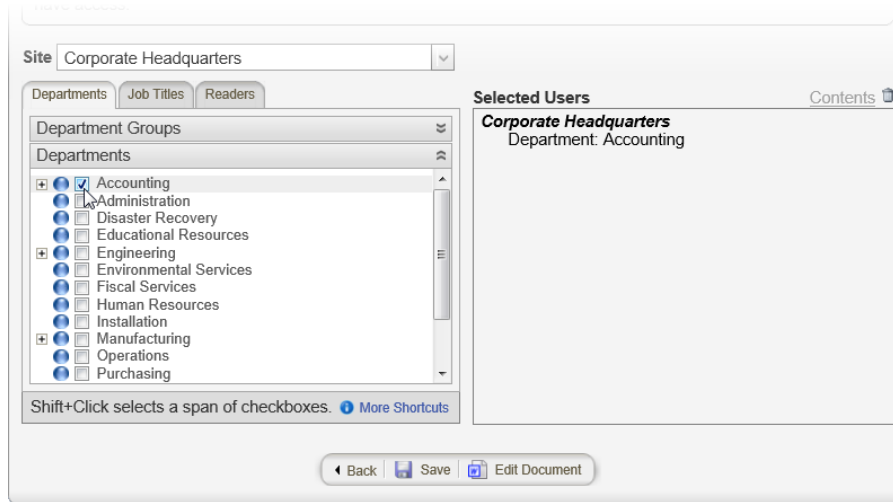 Site Corporate Headquarters
Departments Job Titles Readers
Department Groups
Departments
Accounting
Administration
Disaster Recovery
Educational Resources
Engineering
Environmental Services
Fiscal Services
Human Resources
Installation
Manufacturing
Operations
Purchasing
Shift+Click selects a span of checkboxes. More Shortcuts
Selected Users Contents
Corporate Headquarters
Department: Accounting
Back Save Edit Document